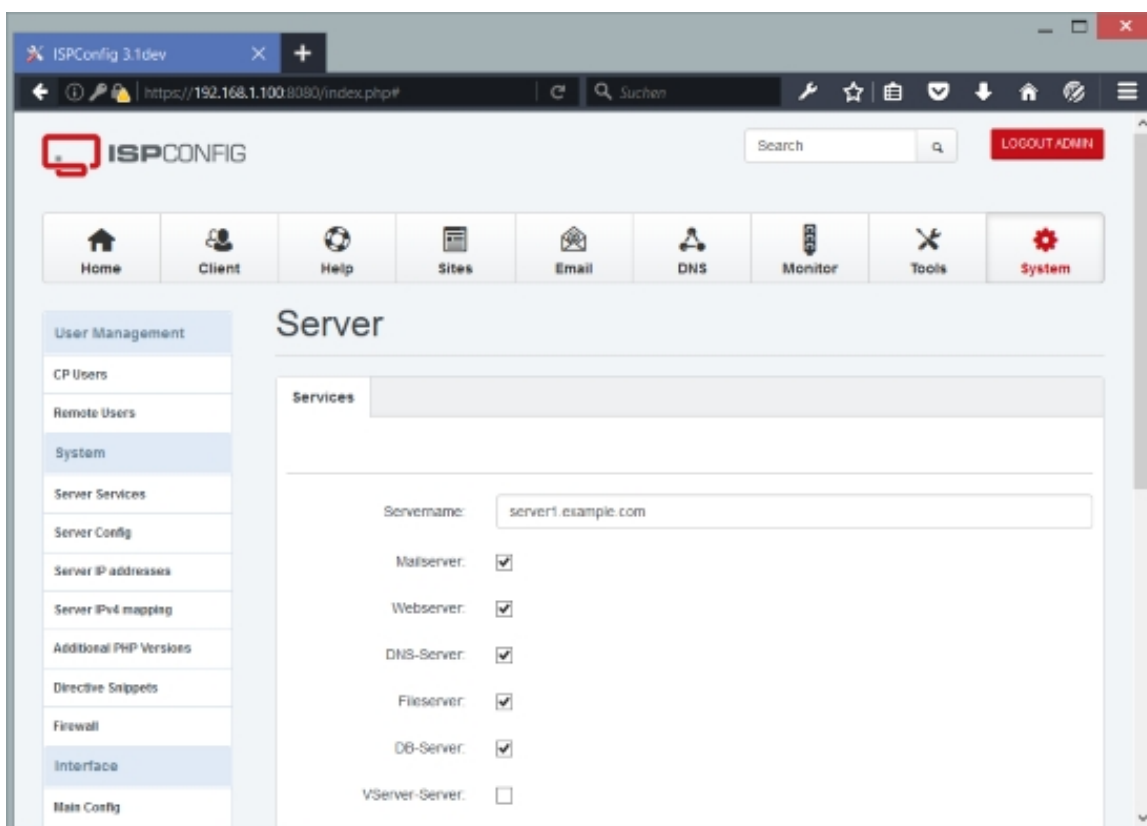 ISPConfig 3.1dev
https://192.168.1.100:8080/index.php#
Suchen
ISPCONFIG
Search
LOGOUT ADMIN
Home Client Help Sites Email DNS Monitor Tools System
User Management
CP Users
Remote Users
System
Server Services
Server Config
Server IP addresses
Server IPv4 mapping
Additional PHP Versions
Directive Snippets
Firewall
Interface
Main Config
Server
Services
Servername: server1.example.com
Mailserver:
Webserver:
DNS-Server:
Fileserver:
DB-Server:
VServer-Server: